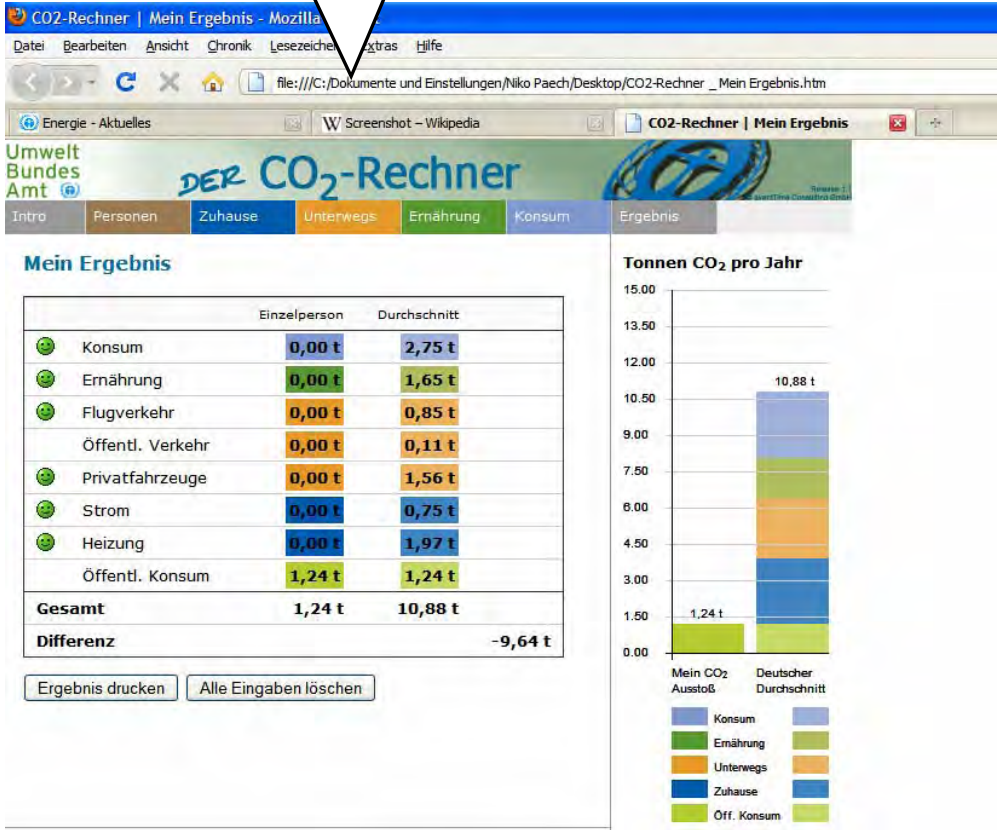 CO2-Rechner | Mein Ergebnis - Mozilla
Datei Bearbeiten Ansicht Chronik Lesezeichen Extras Hilfe
file:///C:/Dokumente und Einstellungen/Niko Paech/Desktop/CO2-Rechner _ Mein Ergebnis.htm
Energie - Aktuelles Screenshot – Wikipedia CO2-Rechner | Mein Ergebnis
Umwelt
Bundes
Amt
DER CO2-Rechner
Intro Personen Zuhause Unterwegs Ernährung Konsum Ergebnis
Mein Ergebnis
Einzelperson Durchschnitt
Konsum 0,00 t 2,75 t
Ernährung 0,00 t 1,65 t
Flugverkehr 0,00 t 0,85 t
Öffentl. Verkehr 0,00 t 0,11 t
Privatfahrzeuge 0,00 t 1,56 t
Strom 0,00 t 0,75 t
Heizung 0,00 t 1,97 t
Öffentl. Konsum 1,24 t 1,24 t
Gesamt 1,24 t 10,88 t
Differenz -9,64 t
Ergebnis drucken Alle Eingaben löschen
Tonnen CO2 pro Jahr
15.00
13.50
12.00
10,88 t
10.50
9.00
7.50
6.00
4.50
3.00
1.50 1,24 t
0.00
Mein CO2 Ausstoß
Deutscher Durchschnitt
Konsum
Ernährung
Unterwegs
Zuhause
Öff. Konsum